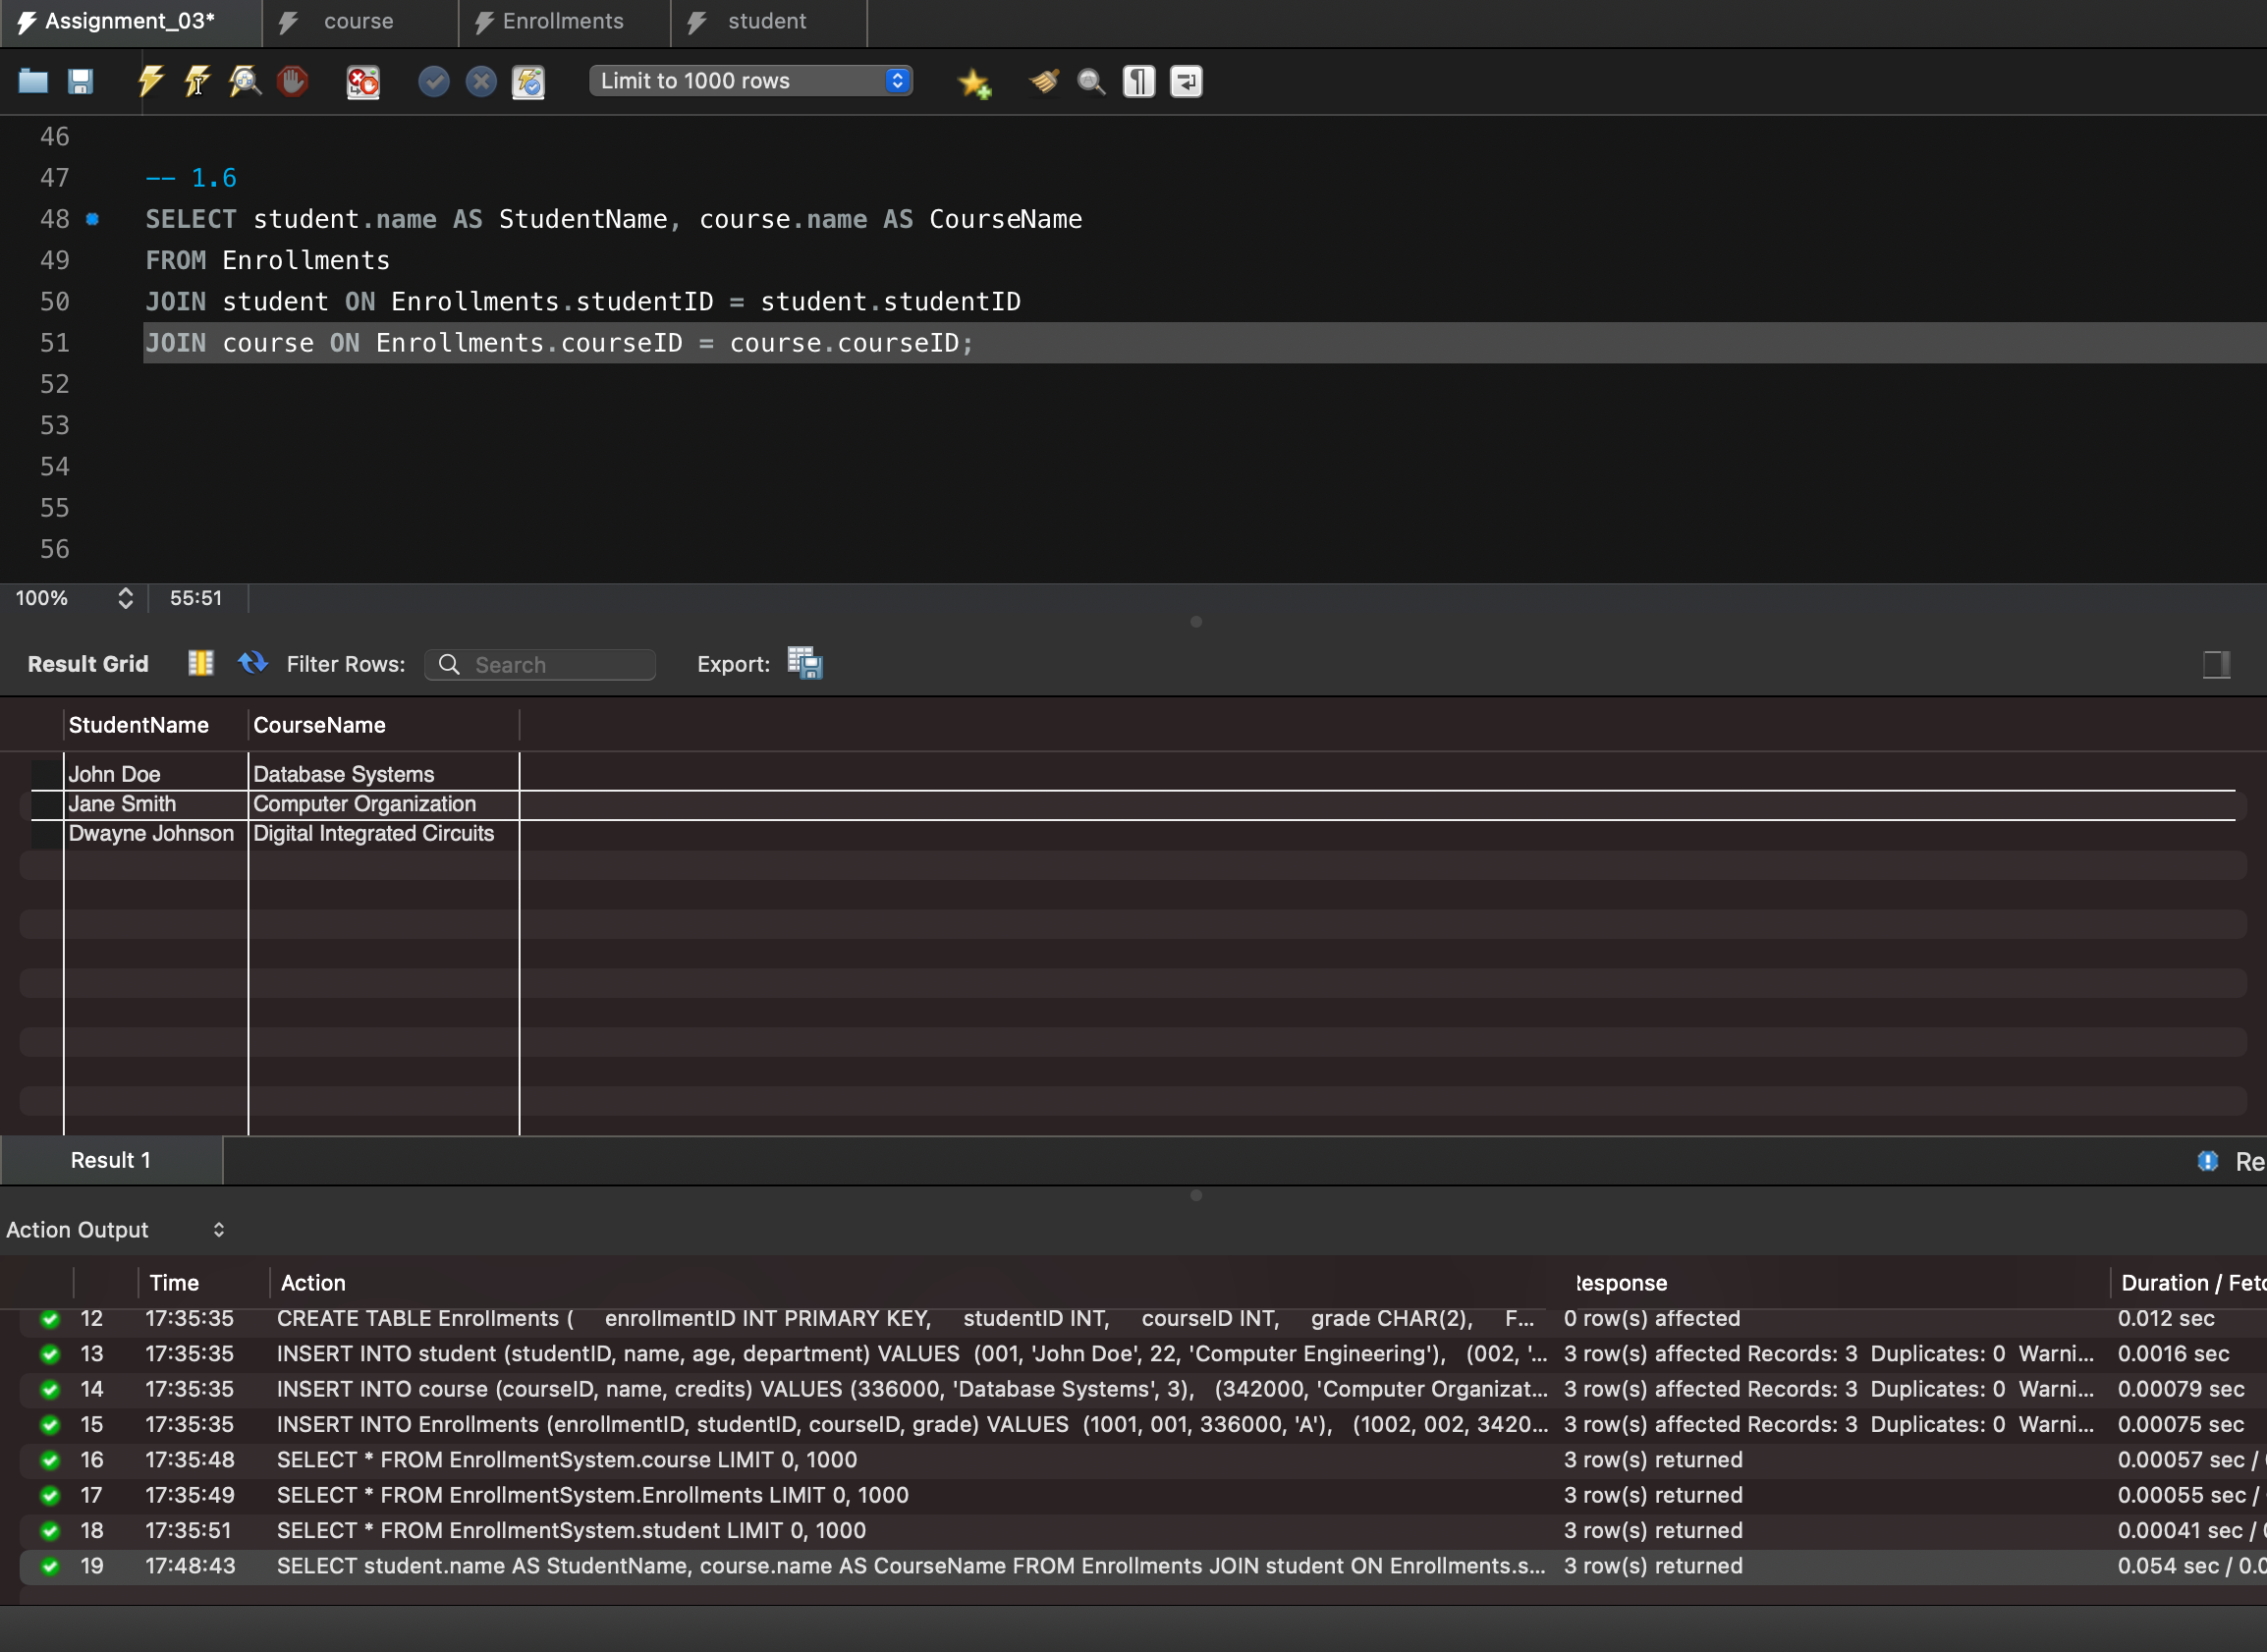 Assignment_03* course Enrollments student
Limit to 1000 rows
46
47 -- 1.6
48 SELECT student.name AS StudentName, course.name AS CourseName
49 FROM Enrollments
50 JOIN student ON Enrollments.studentID = student.studentID
51 JOIN course ON Enrollments.courseID = course.courseID;
52
53
54
55
56
100% 55:51
Result Grid Filter Rows: Search Export:
StudentName CourseName
John Doe Database Systems
Jane Smith Computer Organization
Dwayne Johnson Digital Integrated Circuits
Result 1 Re
Action Output
Time Action Response Duration / Fetc
12 17:35:35 CREATE TABLE Enrollments ( enrollmentID INT PRIMARY KEY, studentID INT, courseID INT, grade CHAR(2), F... 0 row(s) affected 0.012 sec
13 17:35:35 INSERT INTO student (studentID, name, age, department) VALUES (001, 'John Doe', 22, 'Computer Engineering'), (002, '... 3 row(s) affected Records: 3 Duplicates: 0 Warni... 0.0016 sec
14 17:35:35 INSERT INTO course (courseID, name, credits) VALUES (336000, 'Database Systems', 3), (342000, 'Computer Organizat... 3 row(s) affected Records: 3 Duplicates: 0 Warni... 0.00079 sec
15 17:35:35 INSERT INTO Enrollments (enrollmentID, studentID, courseID, grade) VALUES (1001, 001, 336000, 'A'), (1002, 002, 3420... 3 row(s) affected Records: 3 Duplicates: 0 Warni... 0.00075 sec
16 17:35:48 SELECT * FROM EnrollmentSystem.course LIMIT 0, 1000 3 row(s) returned 0.00057 sec /
17 17:35:49 SELECT * FROM EnrollmentSystem.Enrollments LIMIT 0, 1000 3 row(s) returned 0.00055 sec /
18 17:35:51 SELECT * FROM EnrollmentSystem.student LIMIT 0, 1000 3 row(s) returned 0.00041 sec /
19 17:48:43 SELECT student.name AS StudentName, course.name AS CourseName FROM Enrollments JOIN student ON Enrollments.s... 3 row(s) returned 0.054 sec / 0.0